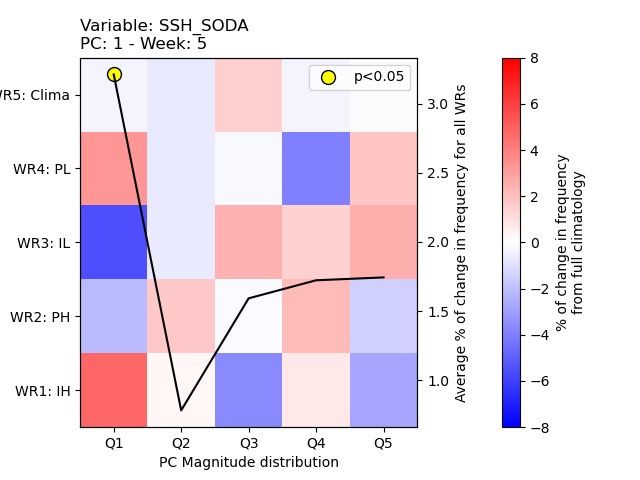 Variable: SSH_SODA
PC: 1 - Week: 5
p<0.05
WR5: Clima
WR4: PL
WR3: IL
WR2: PH
WR1: IH
Q1 Q2 Q3 Q4 Q5
PC Magnitude distribution
3.0
2.5
2.0
1.5
1.0
Average % of change in frequency for all WRs
8
6
4
2
0
−2
−4
−6
−8
% of change in frequency
from full climatology